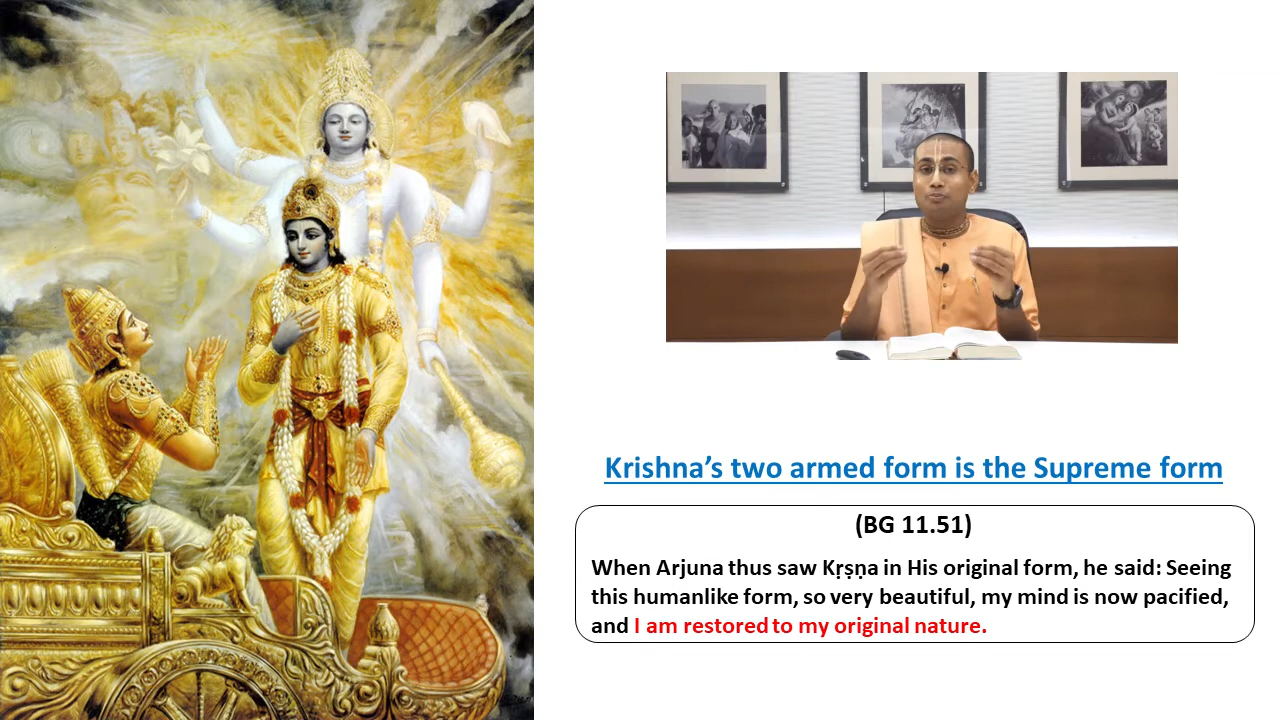 Krishna’s two armed form is the Supreme form
(BG 11.51)
When Arjuna thus saw Kṛṣṇa in His original form, he said: Seeing
this humanlike form, so very beautiful, my mind is now pacified,
and I am restored to my original nature.